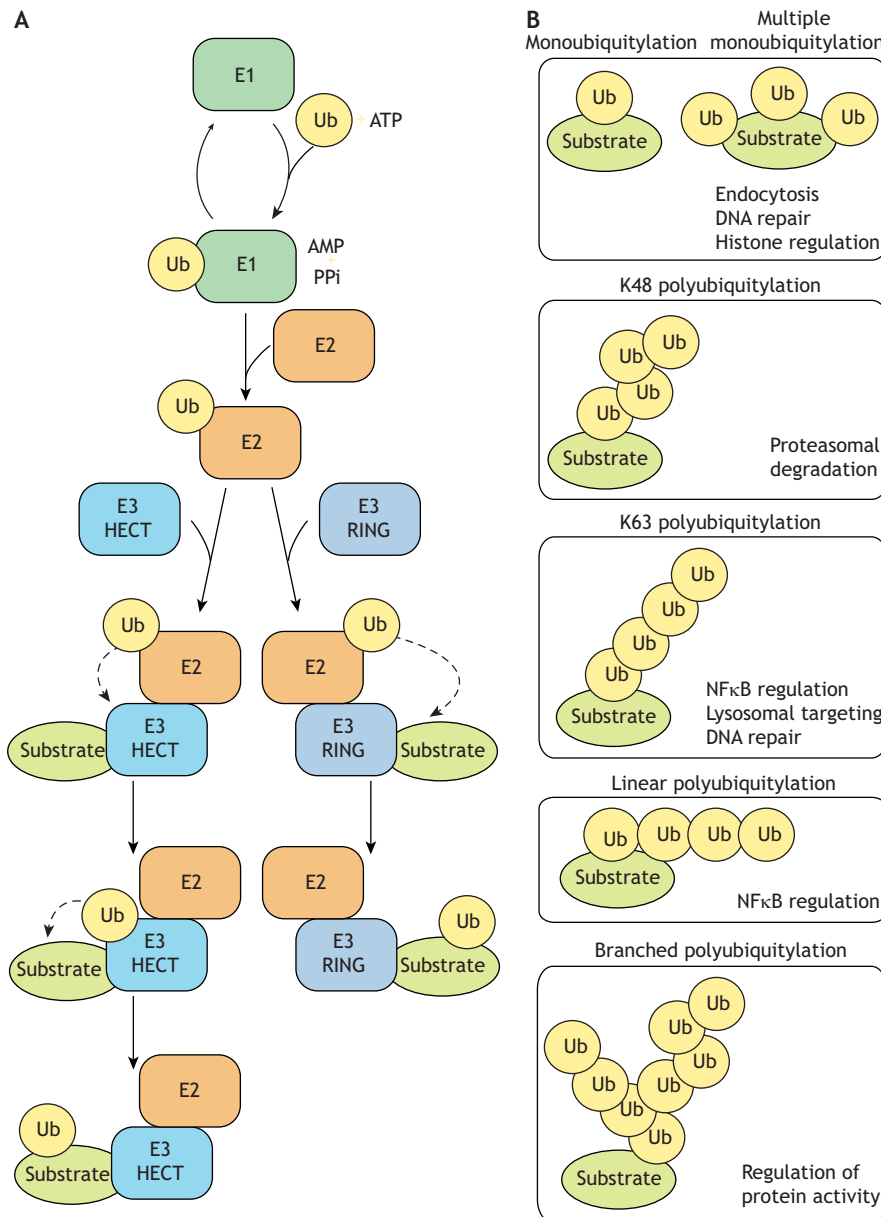 A
E1
Ub + ATP
Ub E1
AMP
+
PPi
E2
Ub
E2
E3
HECT
E3
RING
Ub
E2
E3
HECT
Substrate
Ub
E2
E3
RING
Substrate
E2
Ub
E3
HECT
Substrate
E2
Ub
E3
RING
Substrate
E2
Ub
E3
HECT
Substrate
B
Monoubiquitylation
Multiple
monoubiquitylation
Ub
Substrate
Ub Ub Ub
Substrate
Endocytosis
DNA repair
Histone regulation
K48 polyubiquitylation
Ub Ub
Ub Ub
Substrate
Proteasomal
degradation
K63 polyubiquitylation
Ub
Ub
Ub
Ub
Substrate
NFκB regulation
Lysosomal targeting
DNA repair
Linear polyubiquitylation
Ub Ub Ub Ub
Substrate
NFκB regulation
Branched polyubiquitylation
Ub
Ub Ub
Ub
Ub Ub
Ub
Ub
Substrate
Regulation of
protein activity